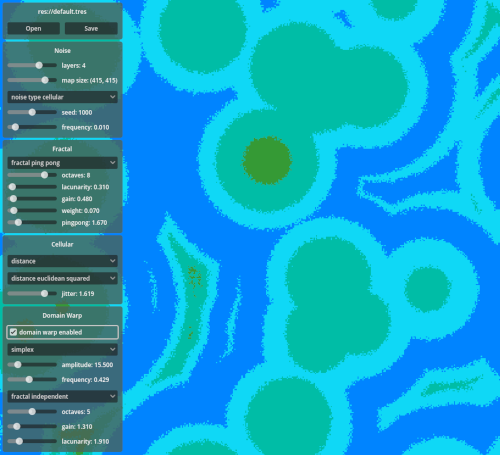 res://default.tres
Open Save
Noise
layers: 4
map size: (415, 415)
noise type cellular
seed: 1000
frequency: 0.010
Fractal
fractal ping pong
octaves: 8
lacunarity: 0.310
gain: 0.480
weight: 0.070
pingpong: 1.670
Cellular
distance
distance euclidean squared
jitter: 1.619
Domain Warp
domain warp enabled
simplex
amplitude: 15.500
frequency: 0.429
fractal independent
octaves: 5
gain: 1.310
lacunarity: 1.910